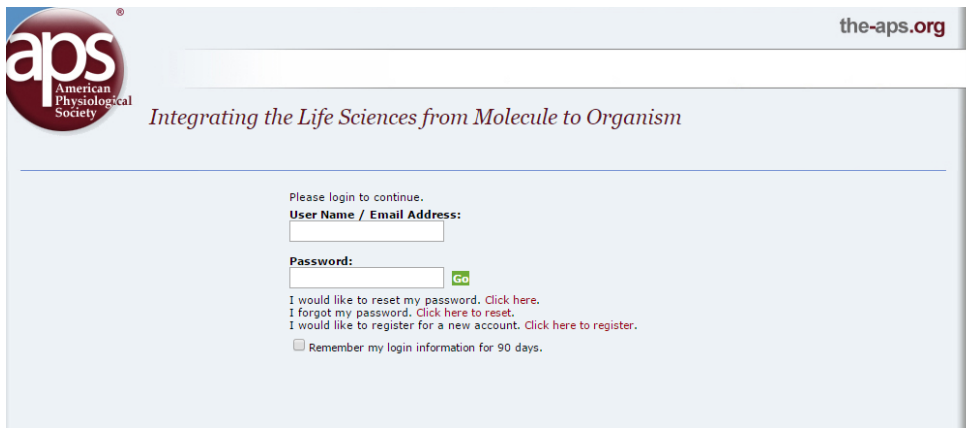 ®
the-aps.org
aps
American
Physiological
Society
Integrating the Life Sciences from Molecule to Organism
Please login to continue.
User Name / Email Address:
Password:
Go
I would like to reset my password. Click here.
I forgot my password. Click here to reset.
I would like to register for a new account. Click here to register.
Remember my login information for 90 days.